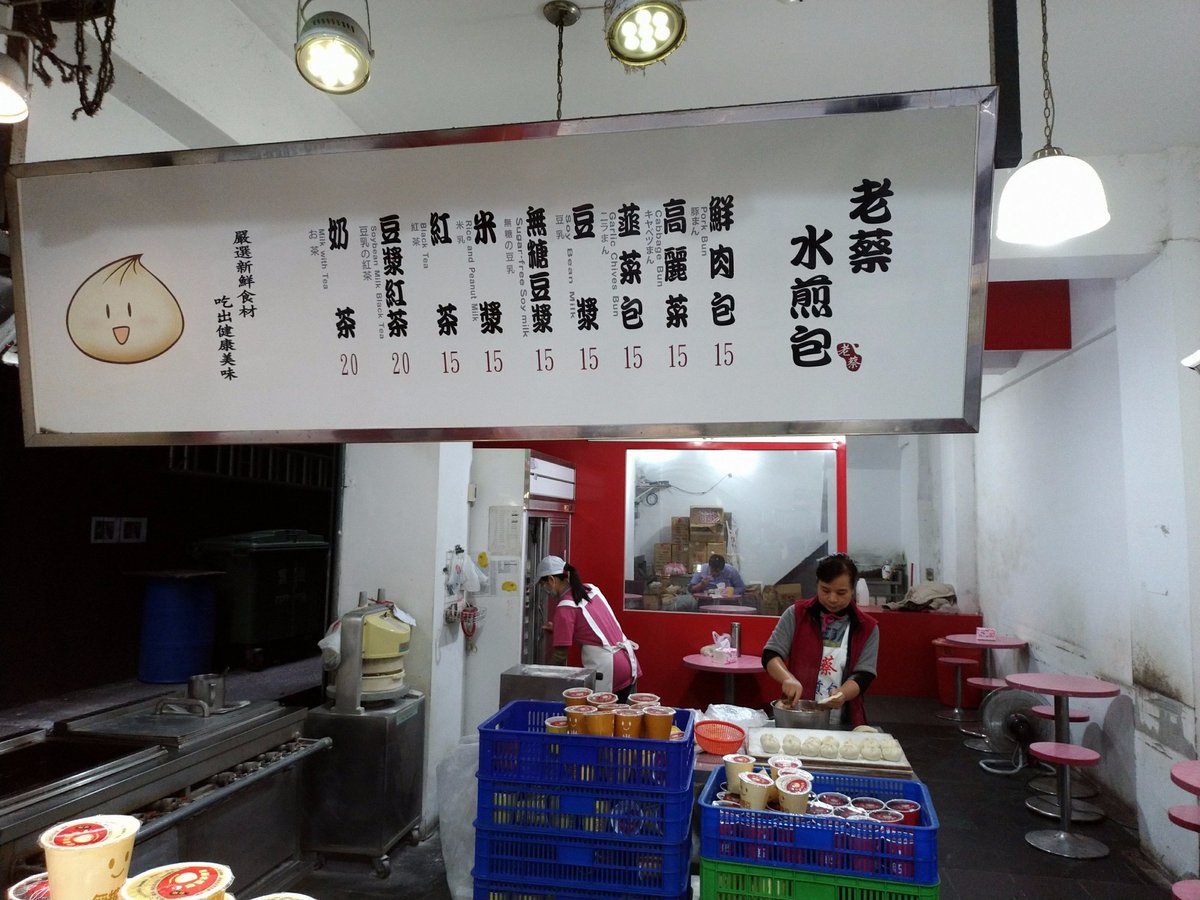 老蔡
水煎包
老蔡
鮮肉包 15
Pork Bun
豚まん
高麗菜 15
Cabbage Bun
キャベツまん
韮菜包 15
Garlic Chives Bun
ニラまん
豆漿 15
Soy Bean Milk
豆乳
無糖豆漿 15
Sugar-free Soy milk
無糖の豆乳
米漿 15
Rice and Peanut Milk
米乳
紅茶 15
Black Tea
紅茶
豆漿紅茶 20
Soybean Milk Black Tea
豆乳の紅茶
奶茶 20
Milk with Tea
お茶
嚴選新鮮食材
吃出健康美味
蔡